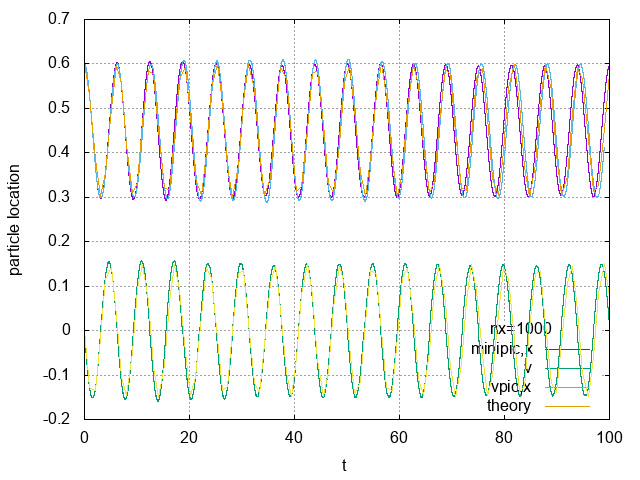 0.7
0.6
0.5
0.4
0.3
0.2
0.1
0
-0.1
-0.2
particle location
nx=1000
minipic,x
v
vpic,x
theory
0 20 40 60 80 100
t